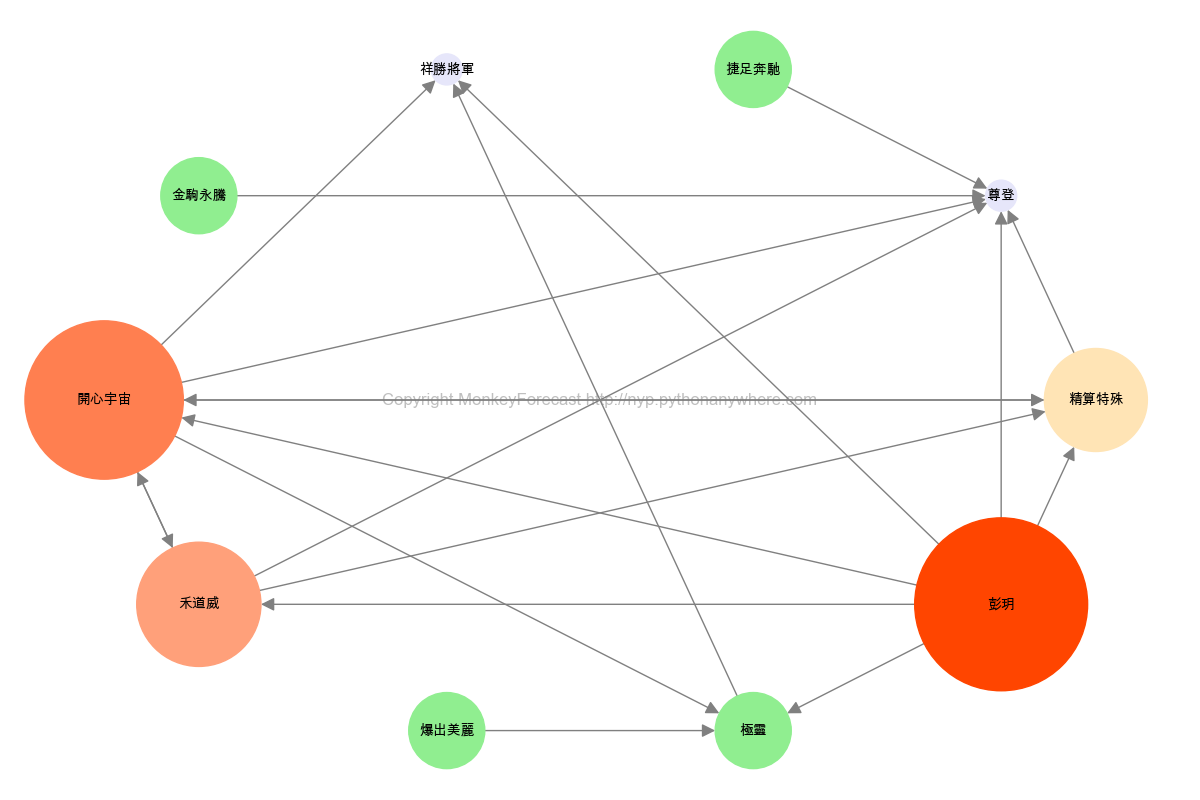 祥勝將軍
捷足奔馳
金駒永騰
尊登
開心宇宙
Copyright MonkeyForecast http://nyp.pythonanywhere.com
精算特殊
禾道威
彭玥
爆出美麗
極靈